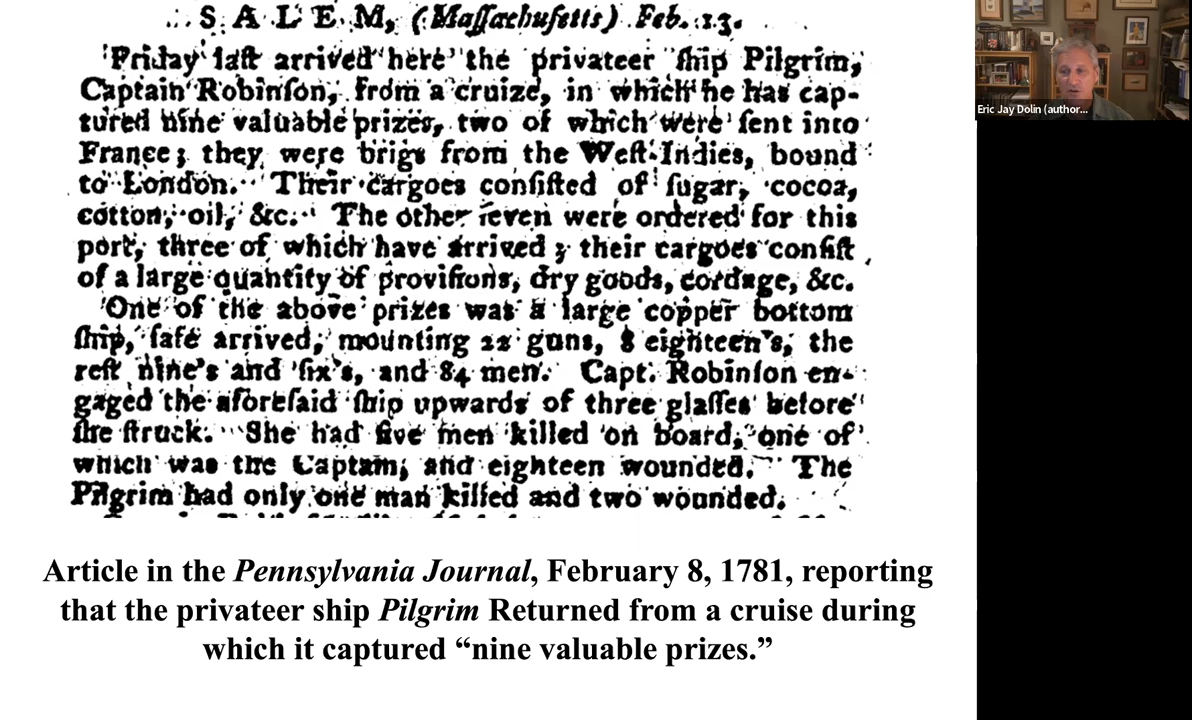 SALEM, (Maſſachuſetts) Feb. 13.
Friday laſt arrived here the privateer ſhip Pilgrim,
Captain Robinſon, from a cruize, in which he has cap-
tured nine valuable prizes, two of which were ſent into
France; they were brigs from the Weſt-Indies, bound
to London. Their cargoes conſiſted of ſugar, cocoa,
cotton, oil, &c. The other ſeven were ordered for this
port, three of which have arrived; their cargoes conſiſt
of a large quantity of proviſions, dry goods, cordage, &c.
One of the above prizes was a large copper bottom
ſhip, ſafe arrived, mounting 22 guns, 8 eighteen's, the
reſt nine's and ſix's, and 84 men. Capt. Robinſon en-
gaged the aforeſaid ſhip upwards of three glaſſes before
ſhe ſtruck. She had five men killed on board, one of
which was the Captain, and eighteen wounded. The
Pilgrim had only one man killed and two wounded.
Article in the Pennsylvania Journal, February 8, 1781, reporting
that the privateer ship Pilgrim Returned from a cruise during
which it captured “nine valuable prizes.”
Eric Jay Dolin (author...